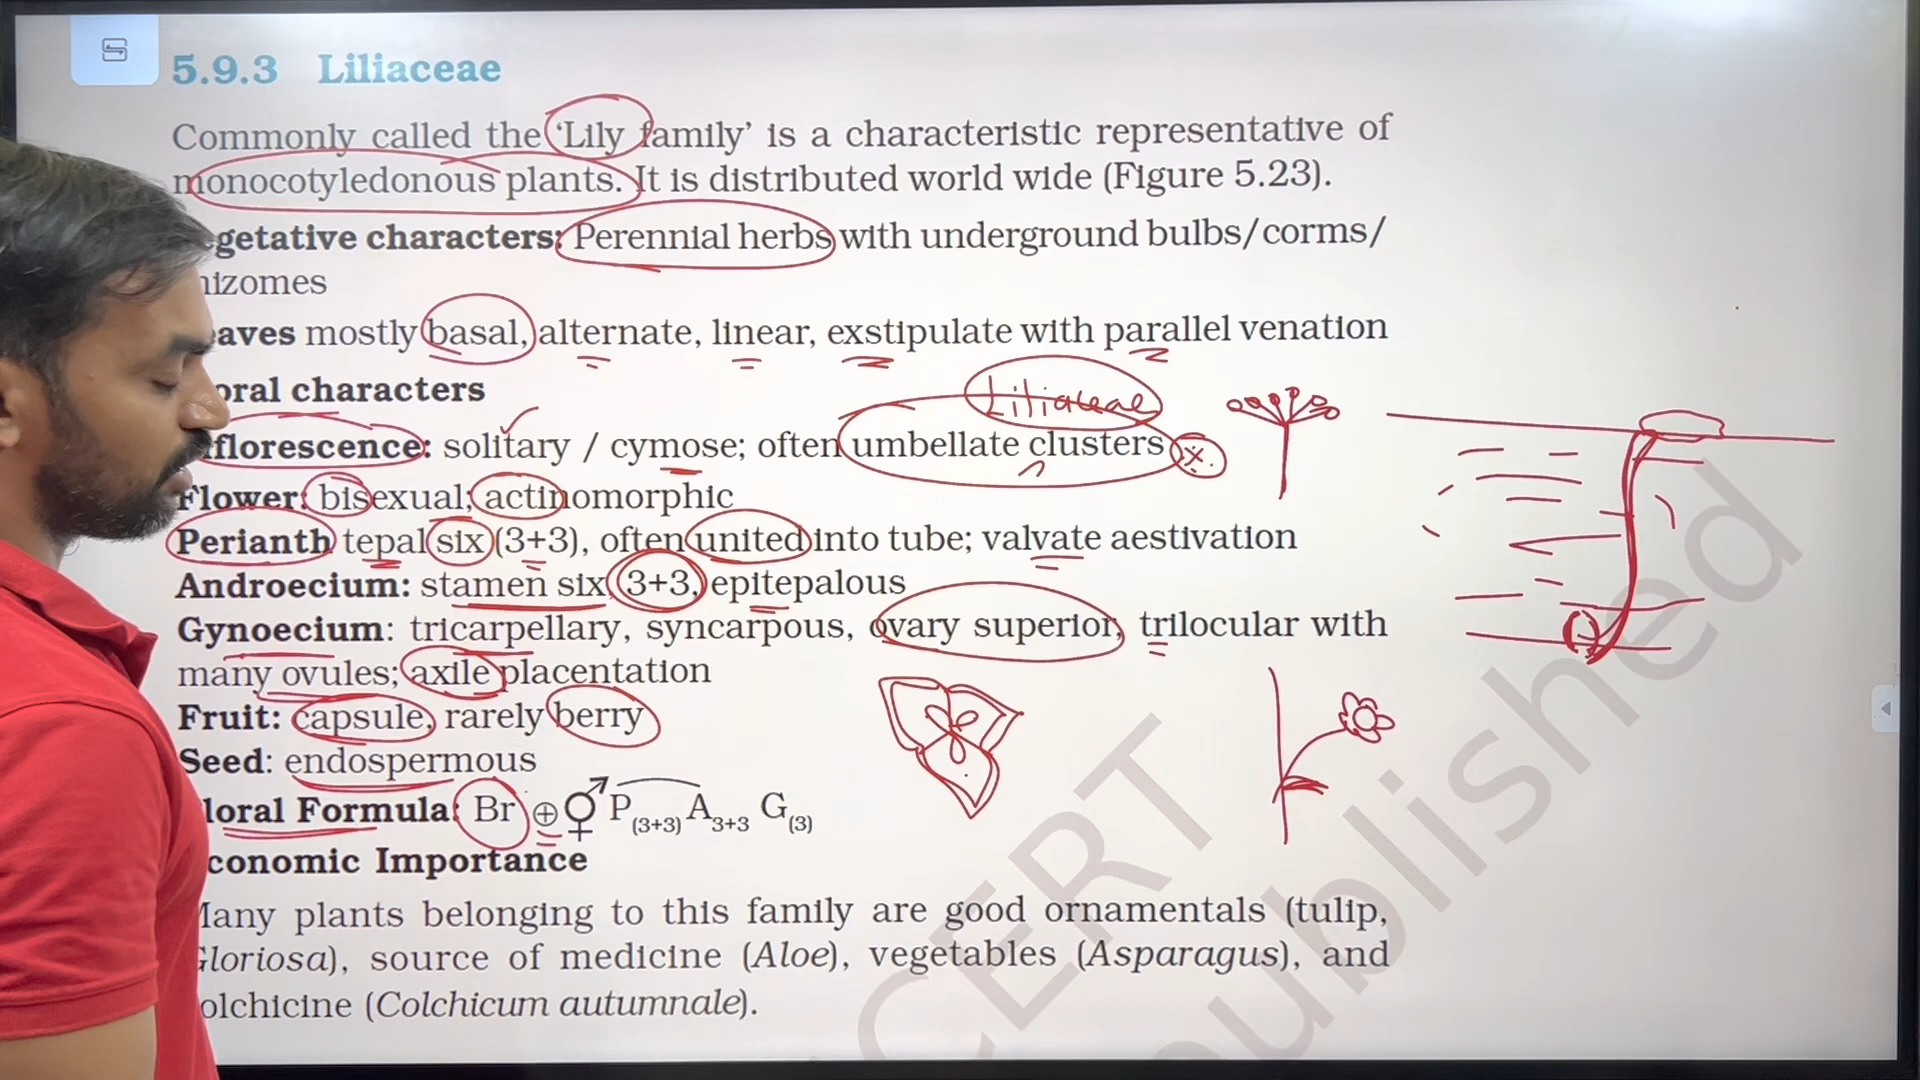 5.9.3 Liliaceae
Commonly called the ‘Lily family’ is a characteristic representative of
monocotyledonous plants. It is distributed world wide (Figure 5.23).
egetative characters: Perennial herbs with underground bulbs/corms/
izomes
eaves mostly basal, alternate, linear, exstipulate with parallel venation
oral characters
Liliaceae
florescence: solitary / cymose; often umbellate clusters
Flower: bisexual; actinomorphic
Perianth tepal six (3+3), often united into tube; valvate aestivation
Androecium: stamen six, 3+3, epitepalous
Gynoecium: tricarpellary, syncarpous, ovary superior, trilocular with
many ovules; axile placentation
Fruit: capsule, rarely berry
Seed: endospermous
loral Formula: Br ⊕ ⚥ P(3+3) A3+3 G(3)
conomic Importance
Many plants belonging to this family are good ornamentals (tulip,
Gloriosa), source of medicine (Aloe), vegetables (Asparagus), and
olchicine (Colchicum autumnale).
NCERT
published